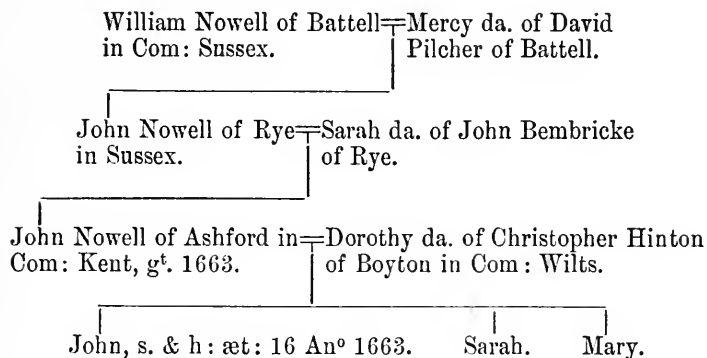 William Nowell of Battell=Mercy da. of David
in Com: Sussex. Pilcher of Battell.
John Nowell of Rye=Sarah da. of John Bembricke
in Sussex. of Rye.
John Nowell of Ashford in=Dorothy da. of Christopher Hinton
Com: Kent, gᵗ. 1663. of Boyton in Com: Wilts.
John, s. & h: æt: 16 Anº 1663. Sarah. Mary.